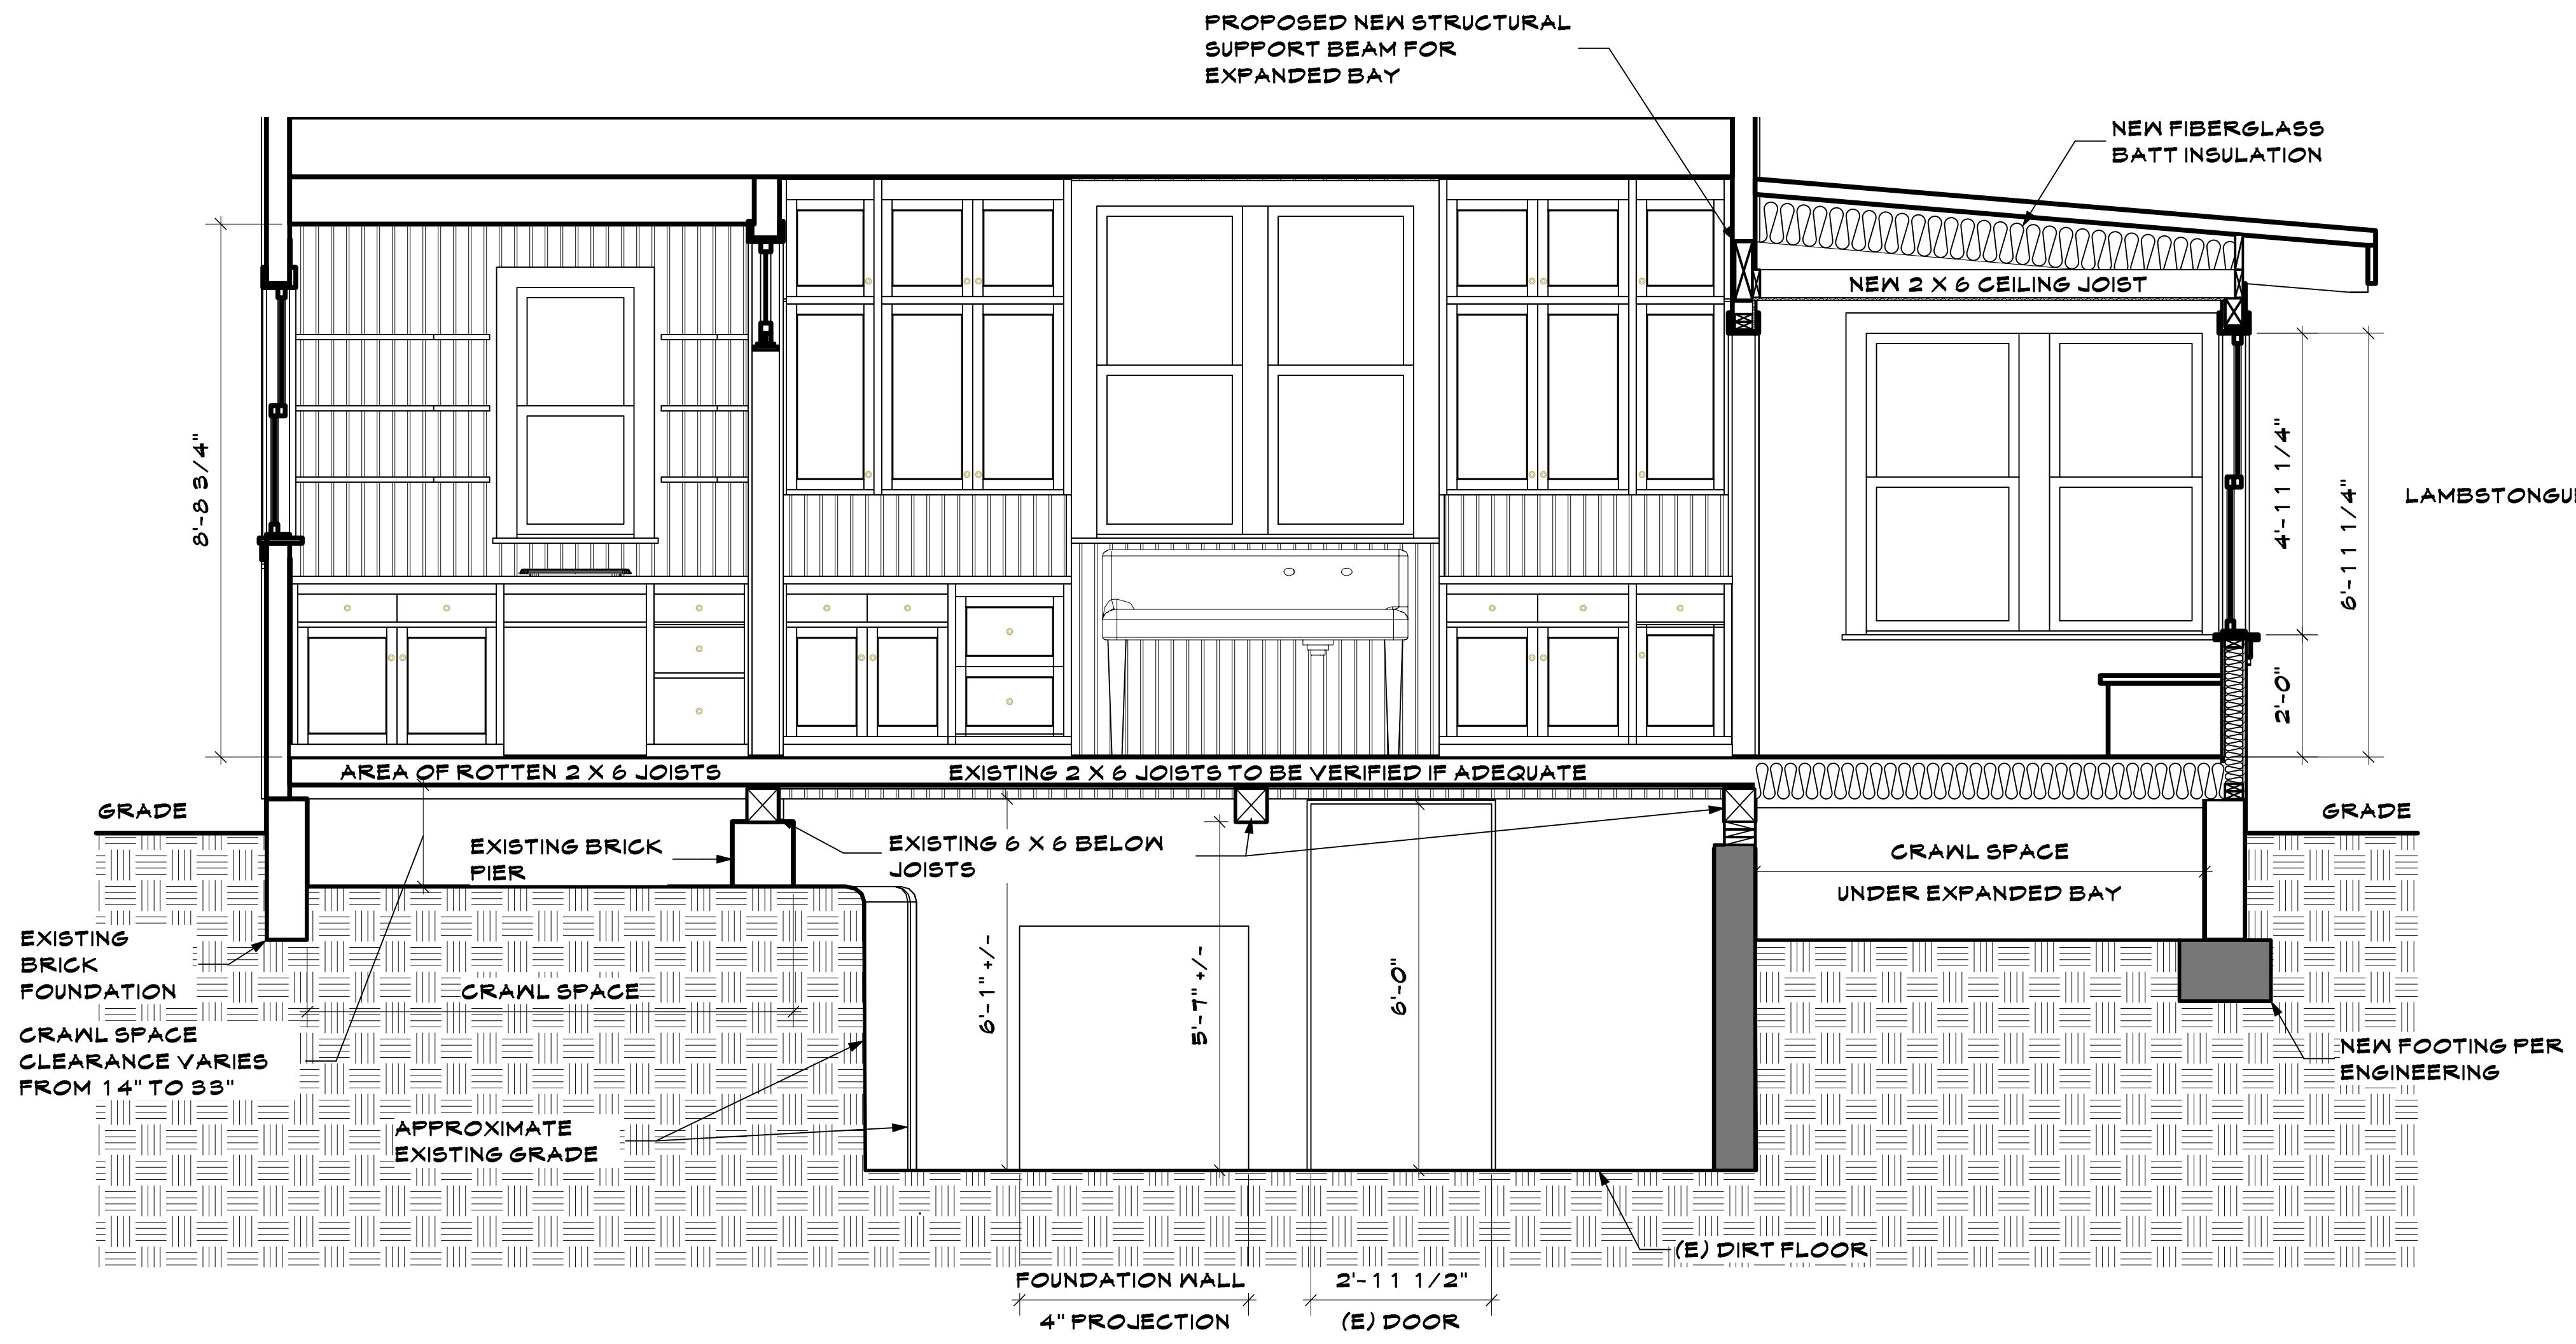 PROPOSED NEW STRUCTURAL
SUPPORT BEAM FOR
EXPANDED BAY
NEW FIBERGLASS
BATT INSULATION
NEW 2 X 6 CEILING JOIST
8'-8 3/4"
4'-11 1/4"
6'-11 1/4"
2'-0"
LAMBSTONGUE
AREA OF ROTTEN 2 X 6 JOISTS
EXISTING 2 X 6 JOISTS TO BE VERIFIED IF ADEQUATE
GRADE
GRADE
EXISTING BRICK
PIER
EXISTING 6 X 6 BELOW
JOISTS
CRAWL SPACE
UNDER EXPANDED BAY
EXISTING
BRICK
FOUNDATION
CRAWL SPACE
CRAWL SPACE
CLEARANCE VARIES
FROM 14" TO 33"
6'-1" +/-
5'-7" +/-
6'-0"
NEW FOOTING PER
ENGINEERING
APPROXIMATE
EXISTING GRADE
(E) DIRT FLOOR
FOUNDATION WALL
4" PROJECTION
2'-11 1/2"
(E) DOOR